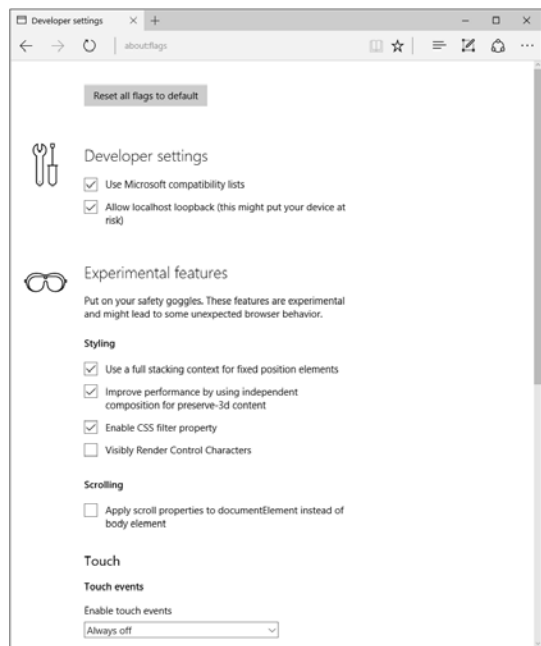 Developer settings
about:flags
Reset all flags to default
Developer settings
Use Microsoft compatibility lists
Allow localhost loopback (this might put your device at
risk)
Experimental features
Put on your safety goggles. These features are experimental
and might lead to some unexpected browser behavior.
Styling
Use a full stacking context for fixed position elements
Improve performance by using independent
composition for preserve-3d content
Enable CSS filter property
Visibly Render Control Characters
Scrolling
Apply scroll properties to documentElement instead of
body element
Touch
Touch events
Enable touch events
Always off